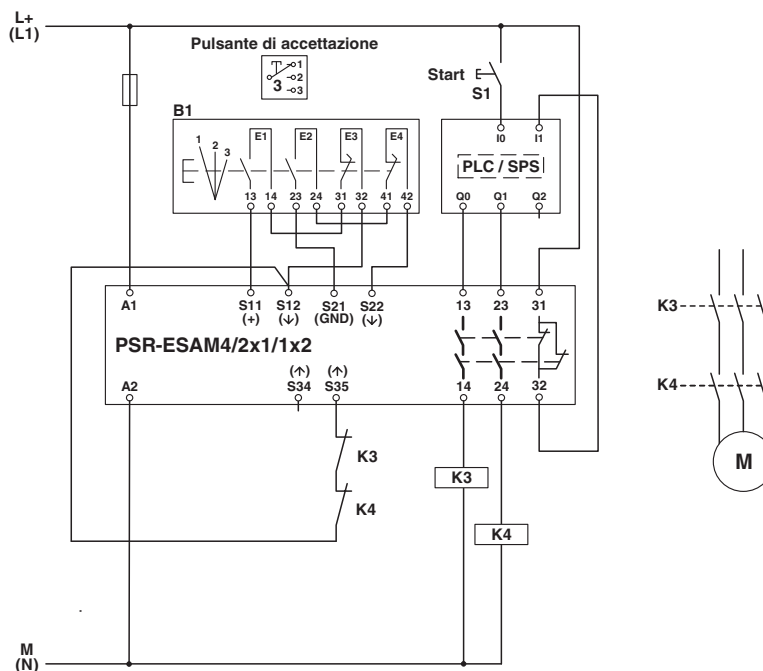 L+
(L1)
Pulsante di accettazione
1
2
3
3
Start
S1
B1
1
2
3
E1
E2
E3
E4
13
14
23
24
31
32
41
42
I0
I1
PLC / SPS
Q0
Q1
Q2
A1
S11
(+)
S12
(↓)
S21
(GND)
S22
(↓)
13
23
31
PSR-ESAM4/2x1/1x2
A2
(↑)
S34
(↑)
S35
14
24
32
K3
K4
K3
K4
K3
K4
M
M
(N)